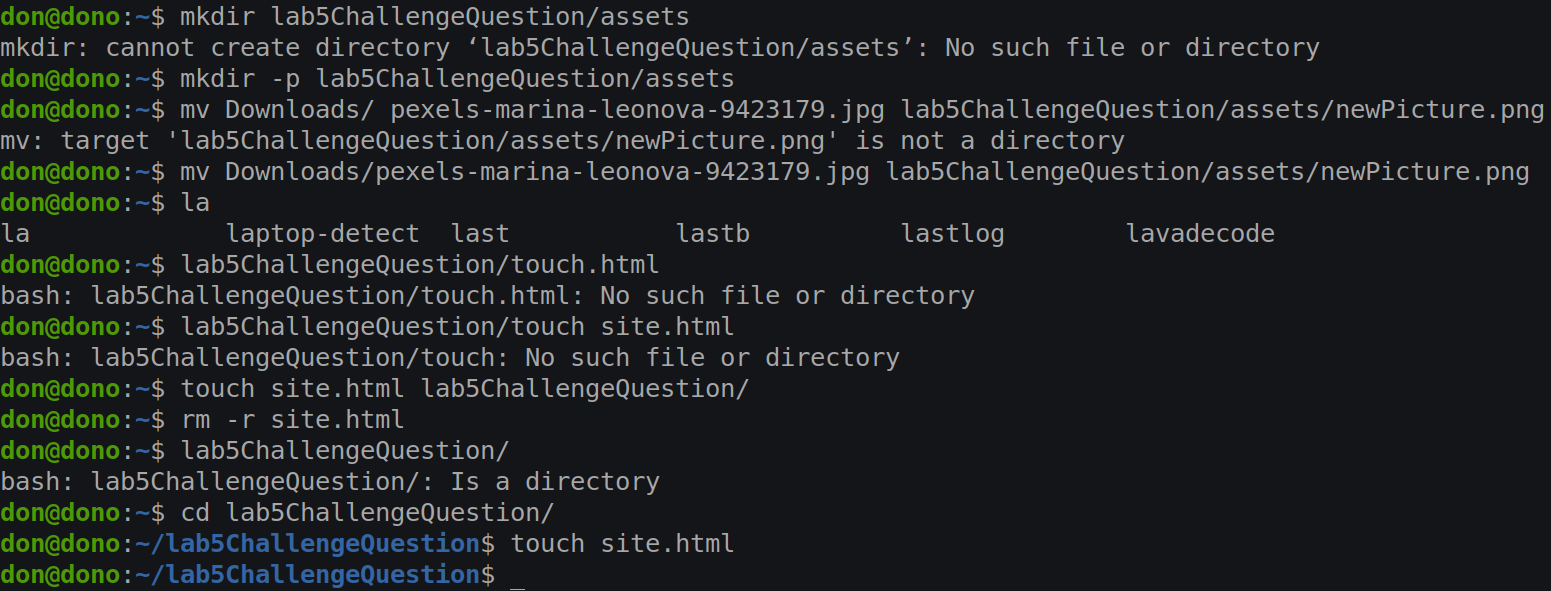 don@dono:~$ mkdir lab5ChallengeQuestion/assets
mkdir: cannot create directory ‘lab5ChallengeQuestion/assets’: No such file or directory
don@dono:~$ mkdir -p lab5ChallengeQuestion/assets
don@dono:~$ mv Downloads/ pexels-marina-leonova-9423179.jpg lab5ChallengeQuestion/assets/newPicture.png
mv: target 'lab5ChallengeQuestion/assets/newPicture.png' is not a directory
don@dono:~$ mv Downloads/pexels-marina-leonova-9423179.jpg lab5ChallengeQuestion/assets/newPicture.png
don@dono:~$ la
la             laptop-detect  last           lastb          lastlog        lavadecode
don@dono:~$ lab5ChallengeQuestion/touch.html
bash: lab5ChallengeQuestion/touch.html: No such file or directory
don@dono:~$ lab5ChallengeQuestion/touch site.html
bash: lab5ChallengeQuestion/touch: No such file or directory
don@dono:~$ touch site.html lab5ChallengeQuestion/
don@dono:~$ rm -r site.html
don@dono:~$ lab5ChallengeQuestion/
bash: lab5ChallengeQuestion/: Is a directory
don@dono:~$ cd lab5ChallengeQuestion/
don@dono:~/lab5ChallengeQuestion$ touch site.html
don@dono:~/lab5ChallengeQuestion$ _